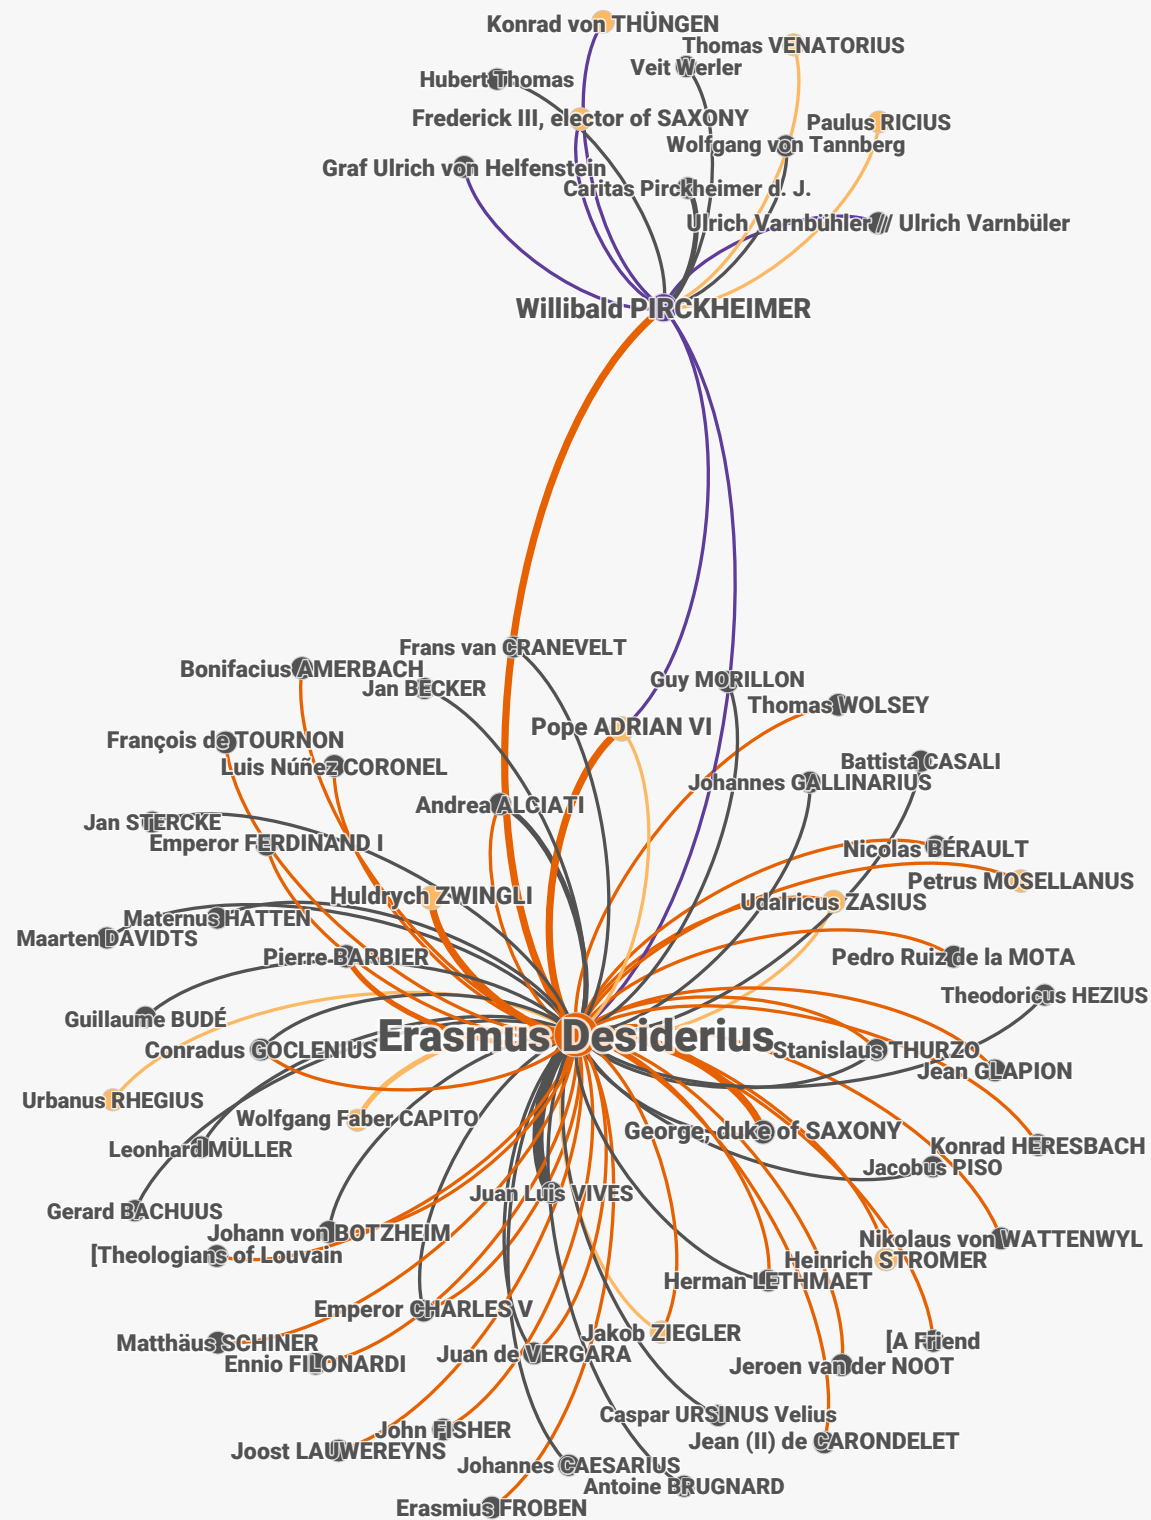 Konrad von THÜNGEN
Thomas VENATORIUS
Veit Werler
Hubert Thomas
Frederick III, elector of SAXONY
Paulus RICIUS
Wolfgang von Tannberg
Graf Ulrich von Helfenstein
Caritas Pirckheimer d. J.
Ulrich Varnbühler // Ulrich Varnbüler
Willibald PIRCKHEIMER
Frans van CRANEVELT
Bonifacius AMERBACH
Guy MORILLON
Jan BECKER
Thomas WOLSEY
Pope ADRIAN VI
François de TOURNON
Battista CASALI
Luis Núñez CORONEL
Johannes GALLINARIUS
Andrea ALCIATI
Jan STERCKE
Emperor FERDINAND I
Nicolas BÉRAULT
Petrus MOSELLANUS
Huldrych ZWINGLI
Udalricus ZASIUS
Maternus HATTEN
Maarten DAVIDTS
Pierre BARBIER
Pedro Ruiz de la MOTA
Theodoricus HEZIUS
Guillaume BUDÉ
Erasmus Desiderius
Conradus GOCLENIUS
Stanislaus THURZO
Jean GLAPION
Urbanus RHEGIUS
Wolfgang Faber CAPITO
George, duke of SAXONY
Leonhard MÜLLER
Konrad HERESBACH
Jacobus PISO
Juan Luis VIVES
Gerard BACHUUS
Johann von BOTZHEIM
Nikolaus von WATTENWYL
[Theologians of Louvain
Heinrich STROMER
Herman LETHMAET
Emperor CHARLES V
Jakob ZIEGLER
[A Friend
Matthäus SCHINER
Juan de VERGARA
Ennio FILONARDI
Jeroen van der NOOT
Caspar URSINUS Velius
John FISHER
Jean (II) de CARONDELET
Joost LAUWEREYNS
Johannes CAESARIUS
Antoine BRUGNARD
Erasmius FROBEN